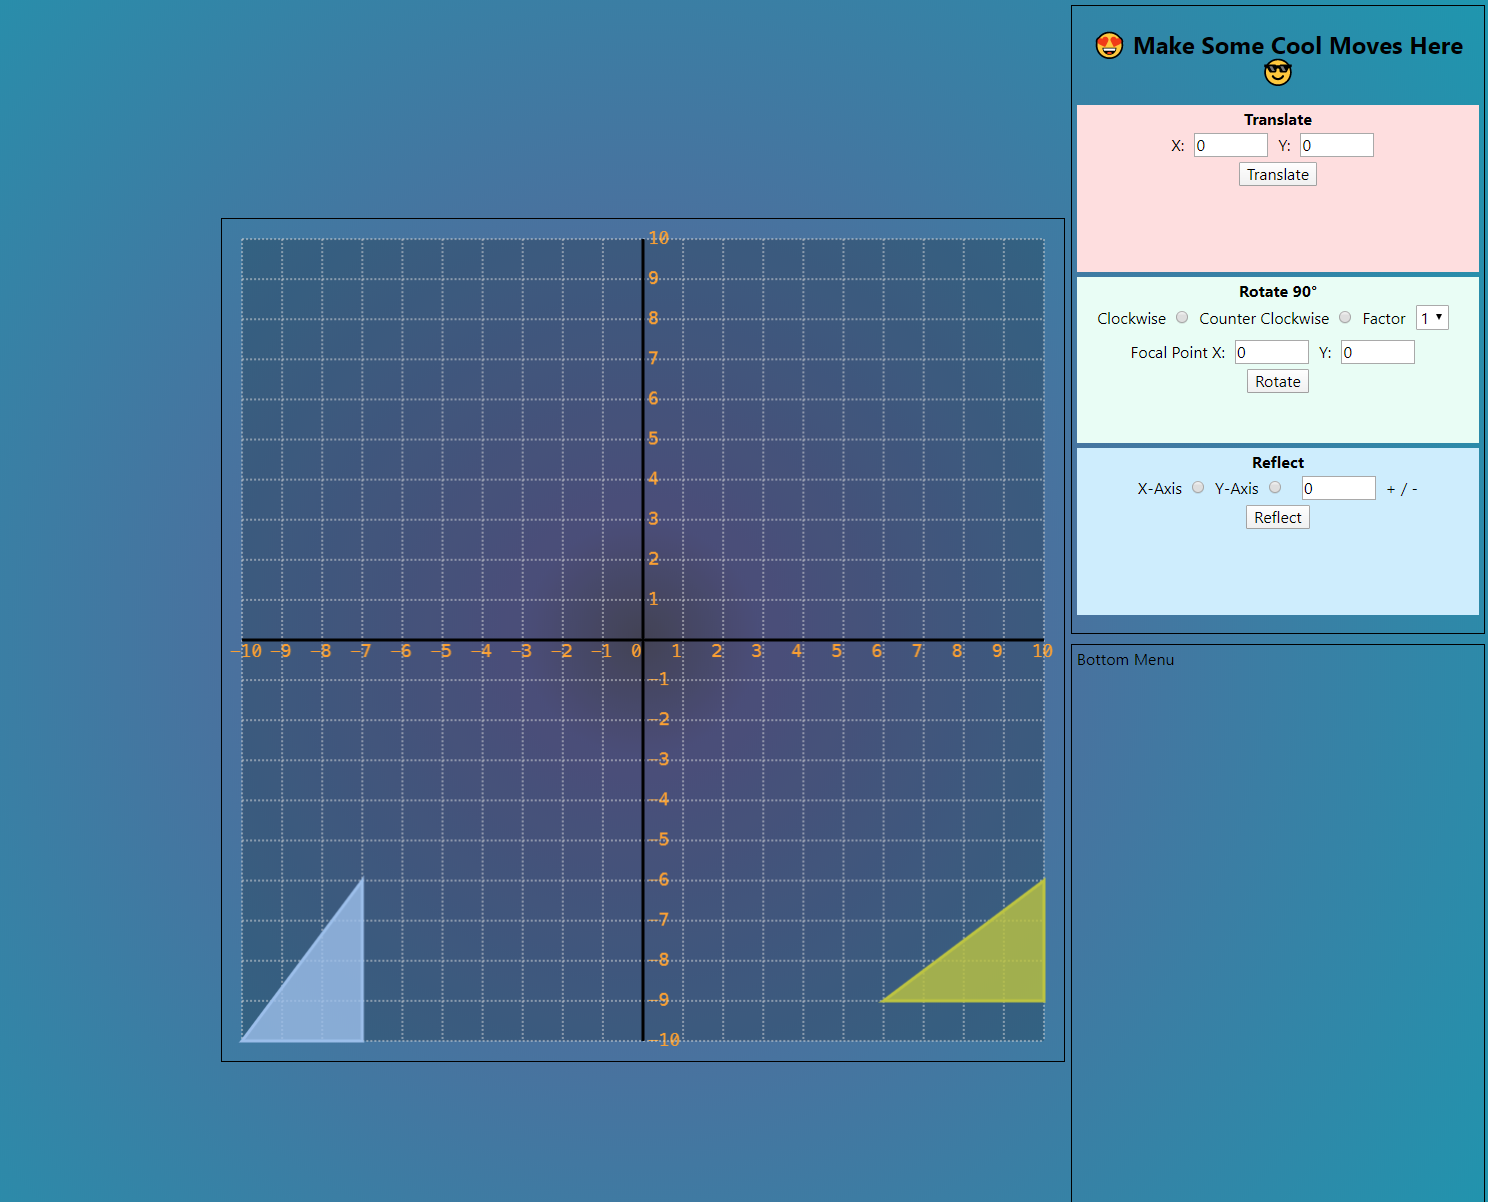 😍 Make Some Cool Moves Here
😎
Translate
X: 0 Y: 0
Translate
Rotate 90°
Clockwise Counter Clockwise Factor 1
Focal Point X: 0 Y: 0
Rotate
Reflect
X-Axis Y-Axis 0 + / -
Reflect
Bottom Menu
10
9
8
7
6
5
4
3
2
1
-10 -9 -8 -7 -6 -5 -4 -3 -2 -1 0 1 2 3 4 5 6 7 8 9 10
-1
-2
-3
-4
-5
-6
-7
-8
-9
-10